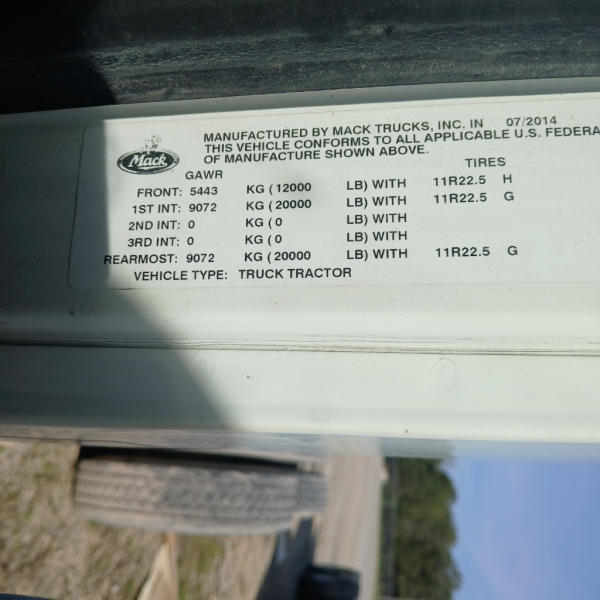 MANUFACTURED BY MACK TRUCKS, INC. IN 07/2014
THIS VEHICLE CONFORMS TO ALL APPLICABLE U.S. FEDERA
OF MANUFACTURE SHOWN ABOVE.
Mack
GAWR TIRES
FRONT: 5443 KG ( 12000 LB) WITH 11R22.5 H
1ST INT: 9072 KG ( 20000 LB) WITH 11R22.5 G
2ND INT: 0 KG ( 0 LB) WITH
3RD INT: 0 KG ( 0 LB) WITH
REARMOST: 9072 KG ( 20000 LB) WITH 11R22.5 G
VEHICLE TYPE: TRUCK TRACTOR